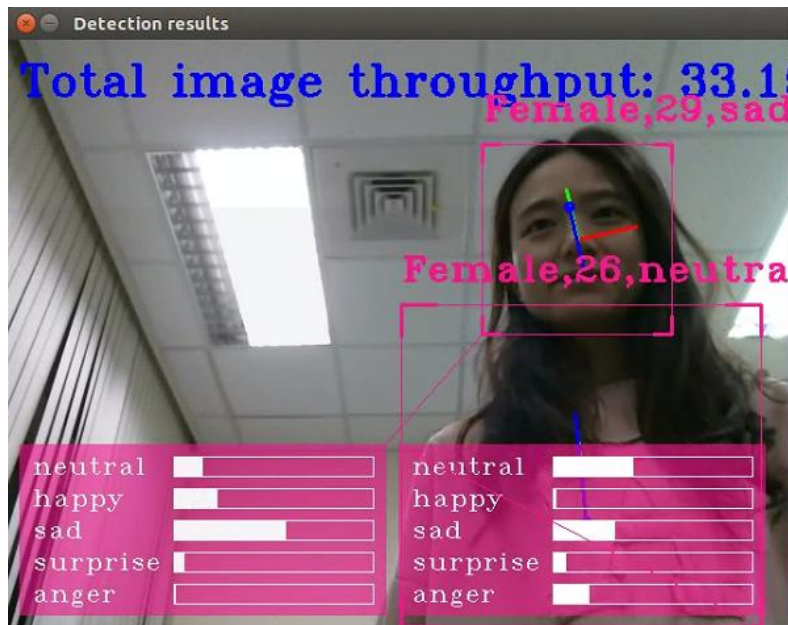 Detection results
Total image throughput: 33.15
Female,29,sad
Female,26,neutra
neutral
happy
sad
surprise
anger
neutral
happy
sad
surprise
anger